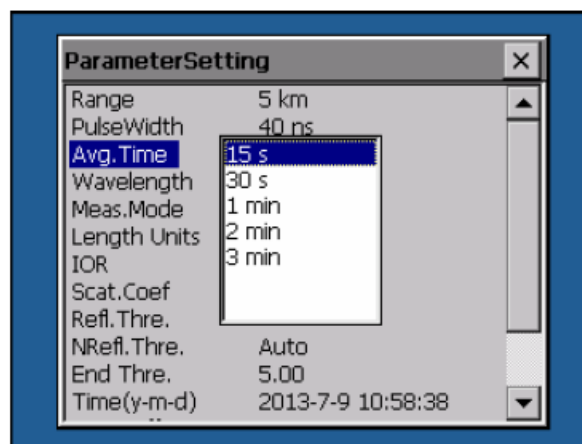 ParameterSetting
Range 5 km
PulseWidth 40 ns
Avg.Time 15 s
Wavelength 30 s
Meas.Mode 1 min
Length Units 2 min
IOR 3 min
Scat.Coef
Refl.Thre.
NRefl.Thre. Auto
End Thre. 5.00
Time(y-m-d) 2013-7-9 10:58:38